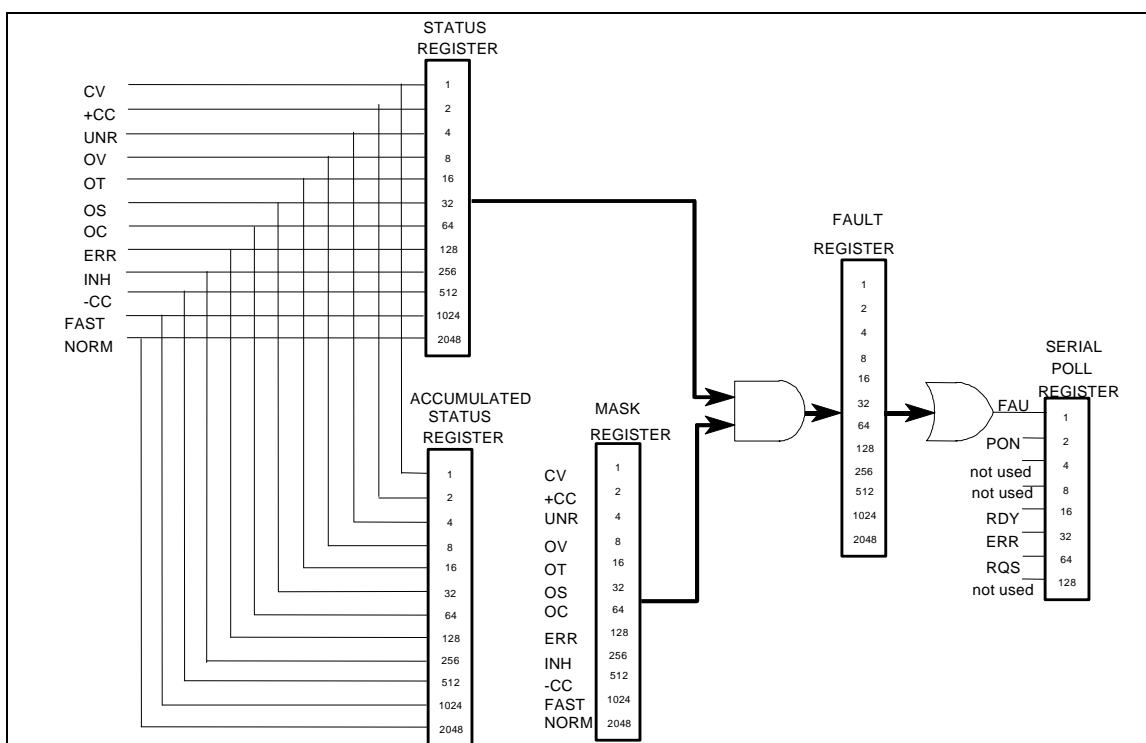 STATUS
REGISTER
CV
+CC
UNR
OV
OT
OS
OC
ERR
INH
-CC
FAST
NORM
1
2
4
8
16
32
64
128
256
512
1024
2048
ACCUMULATED
STATUS
REGISTER
1
2
4
8
16
32
64
128
256
512
1024
2048
MASK
REGISTER
CV
+CC
UNR
OV
OT
OS
OC
ERR
INH
-CC
FAST
NORM
1
2
4
8
16
32
64
128
256
512
1024
2048
FAULT
REGISTER
1
2
4
8
16
32
64
128
256
512
1024
2048
SERIAL
POLL
REGISTER
FAU
PON
not used
not used
RDY
ERR
RQS
not used
1
2
4
8
16
32
64
128